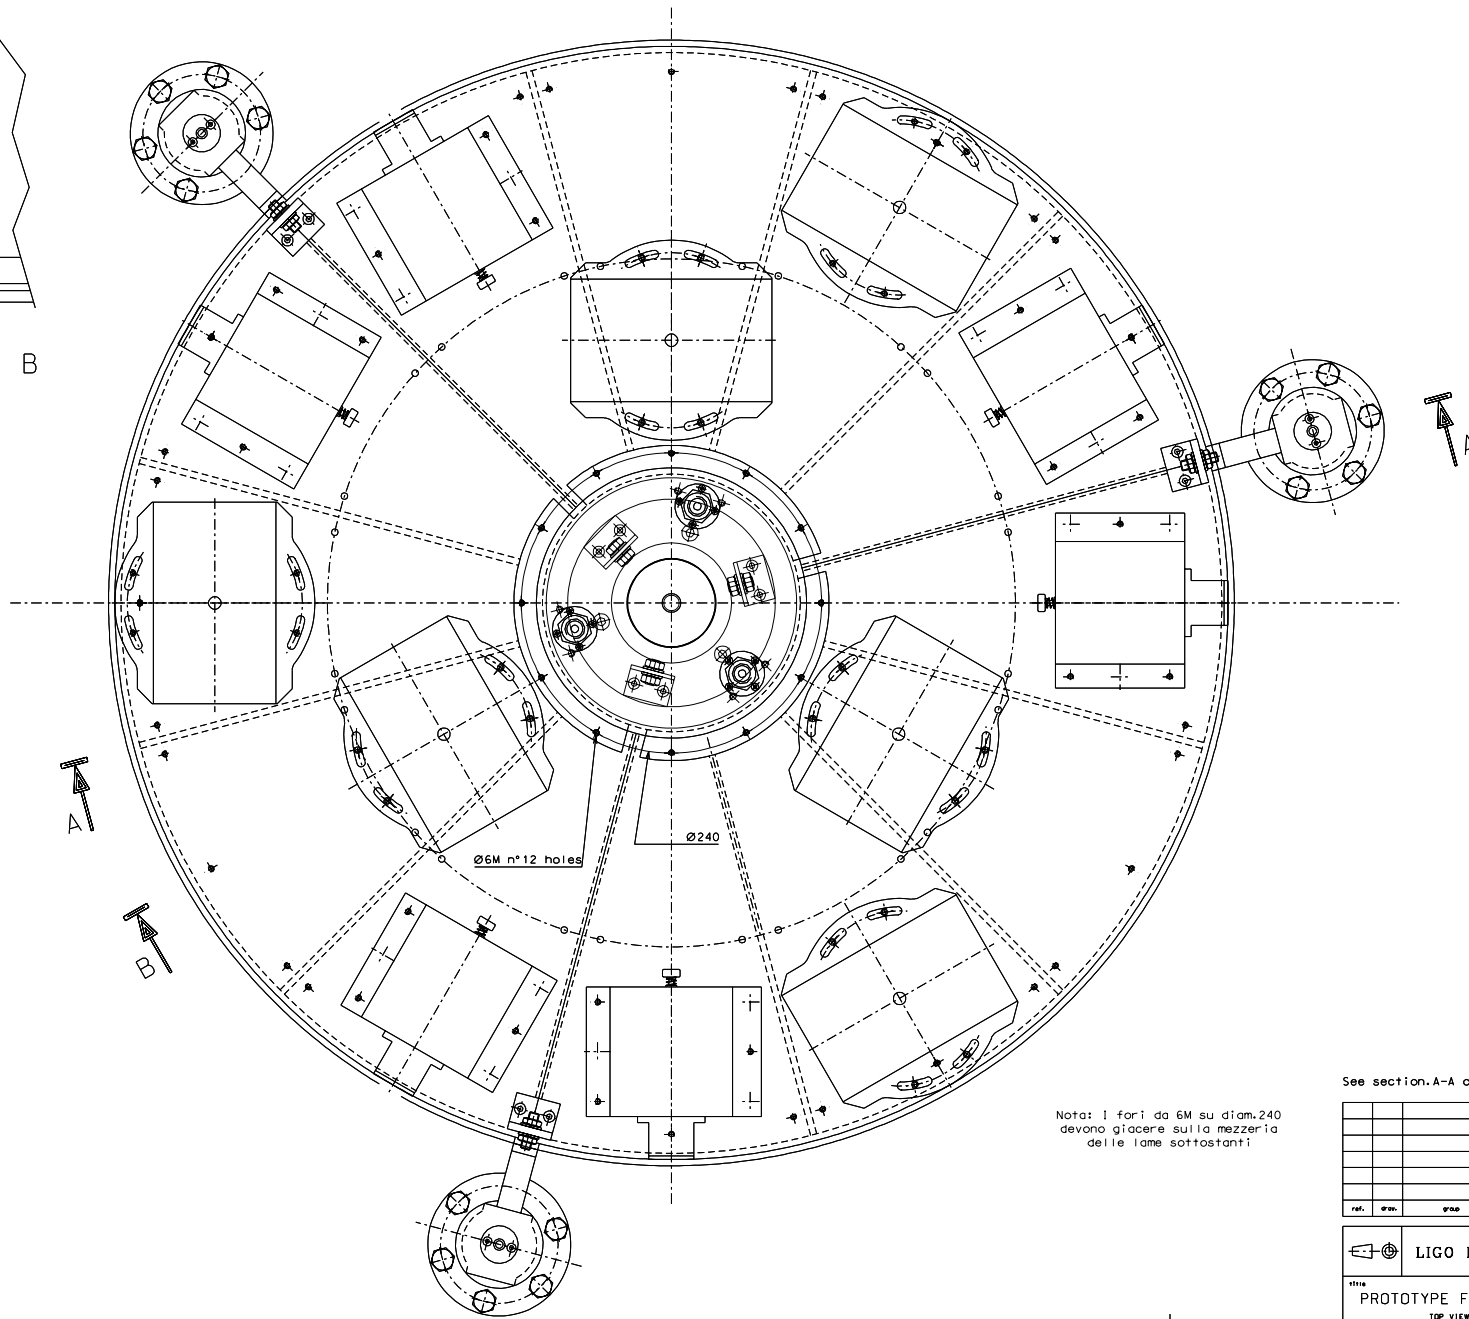 B
A
A
B
Ø240
Ø6M n°12 holes
See section.A-A
Nota: I fori da 6M su diam.240
devono giacere sulla mezzeria
delle lame sottostanti
ref. draw. group
LIGO
title
PROTOTYPE
TOP VIEW